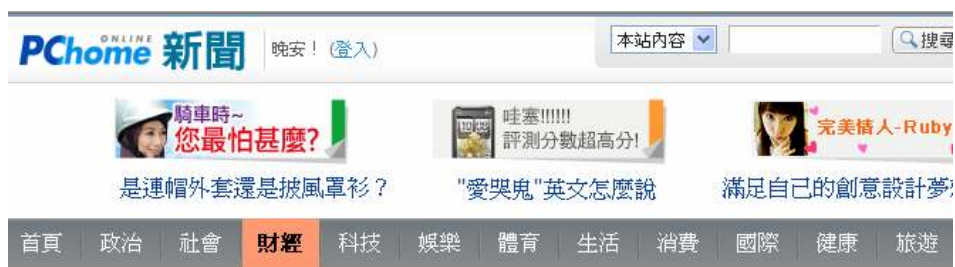 PChome ONLINE 新聞 晚安！ (登入) 本站內容 搜尋
騎車時~
您最怕甚麼?
哇塞!!!!!!
評測分數超高分!
完美情人-Ruby
是連帽外套還是披風罩衫？ "愛哭鬼"英文怎麼說 滿足自己的創意設計夢
首頁 政治 社會 財經 科技 娛樂 體育 生活 消費 國際 健康 旅遊